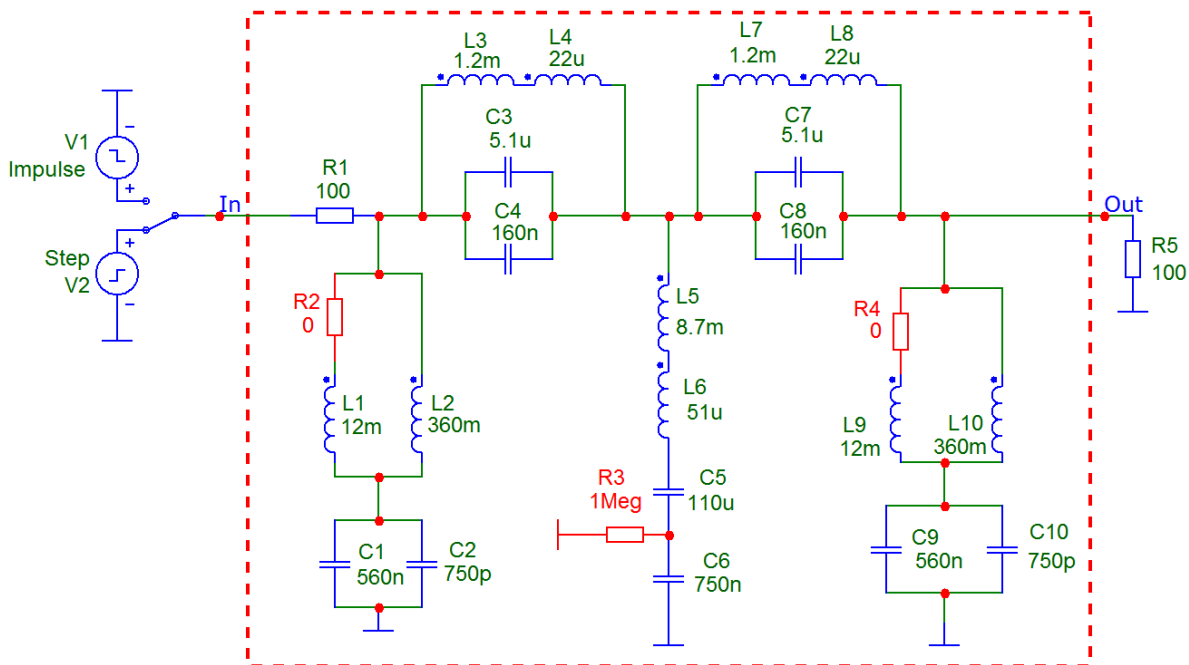 L3
1.2m
L4
22u
L7
1.2m
L8
22u
V1
Impulse
+
−
C3
5.1u
C7
5.1u
R1
100
In
C4
160n
C8
160n
Out
Step
V2
+
−
R5
100
R2
0
L5
8.7m
R4
0
L1
12m
L2
360m
L6
51u
L9
12m
L10
360m
R3
1Meg
C5
110u
C1
560n
C2
750p
C6
750n
C9
560n
C10
750p